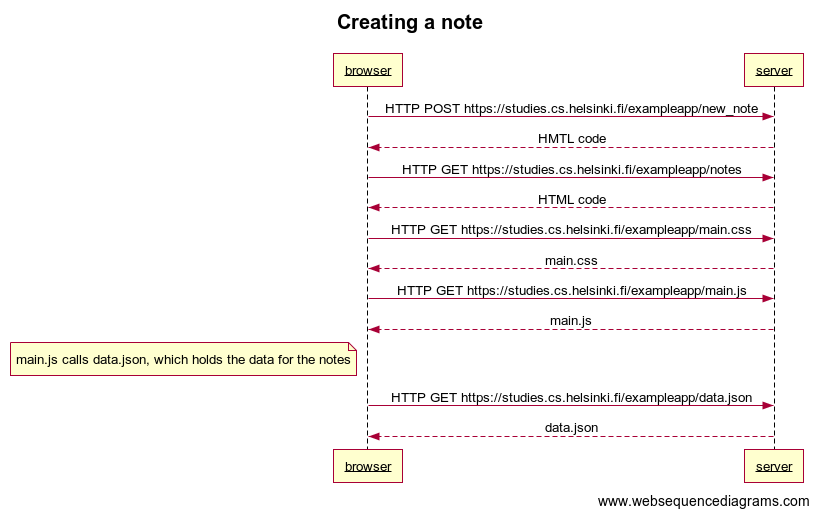 Creating a note
browser
server
HTTP POST https://studies.cs.helsinki.fi/exampleapp/new_note
HMTL code
HTTP GET https://studies.cs.helsinki.fi/exampleapp/notes
HTML code
HTTP GET https://studies.cs.helsinki.fi/exampleapp/main.css
main.css
HTTP GET https://studies.cs.helsinki.fi/exampleapp/main.js
main.js
main.js calls data.json, which holds the data for the notes
HTTP GET https://studies.cs.helsinki.fi/exampleapp/data.json
data.json
browser
server
www.websequencediagrams.com